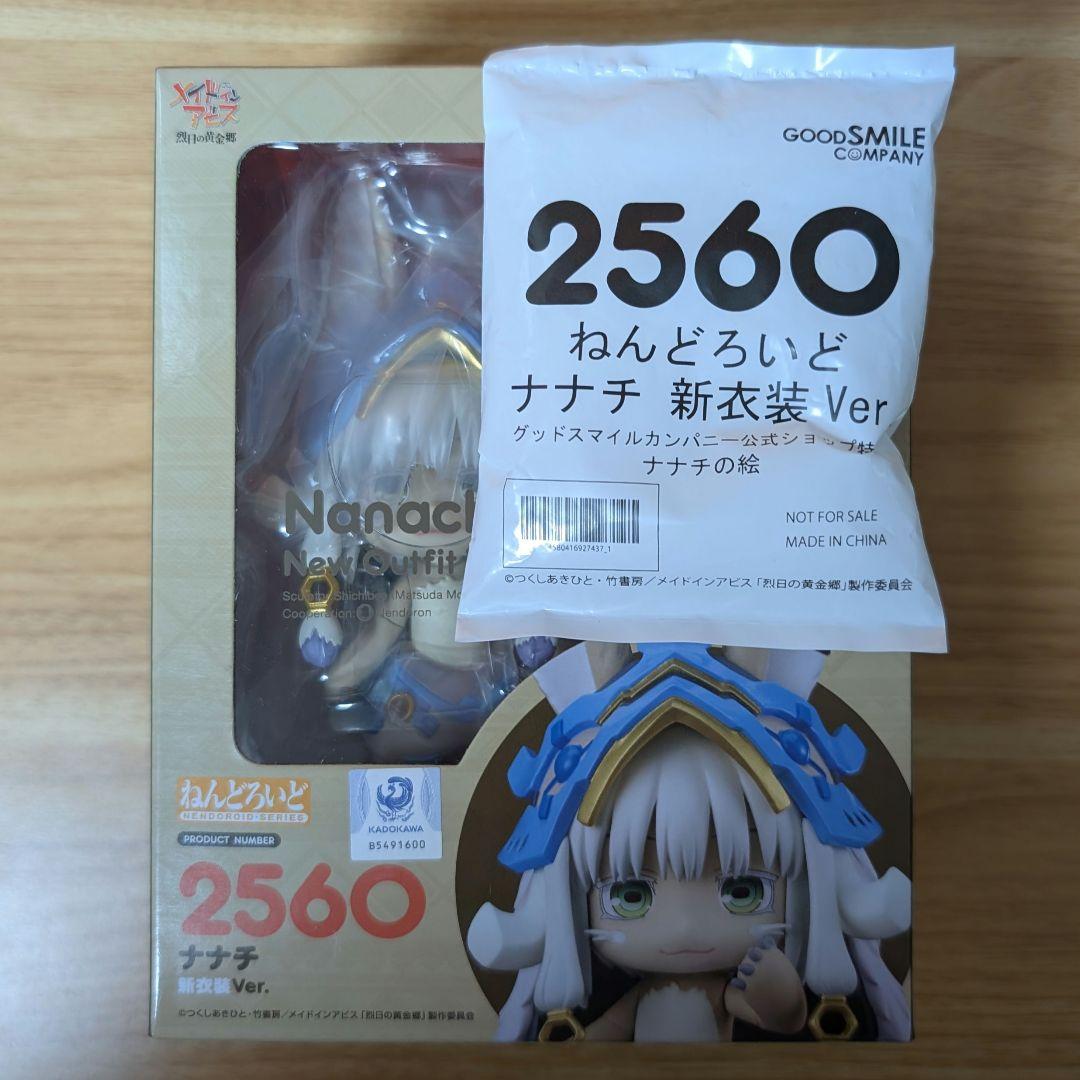 メイドイン
アビス
烈日の黄金郷
GOODSMILE
COMPANY
2560
ねんどろいど
ナナチ 新衣装 Ver
グッドスマイルカンパニー公式ショップ特
ナナチの絵
4580416927437_1
NOT FOR SALE
MADE IN CHINA
©つくしあきひと・竹書房／メイドインアビス「烈日の黄金郷」製作委員会
Nanach
New Outfit
Matsuda
Cooperation: Nendoron
ねんどろいど
NENDOROID·SERIES
PRODUCT NUMBER
2560
ナナチ
新衣装Ver.
KADOKAWA
B5491600
©つくしあきひと・竹書房／メイドインアビス「烈日の黄金郷」製作委員会